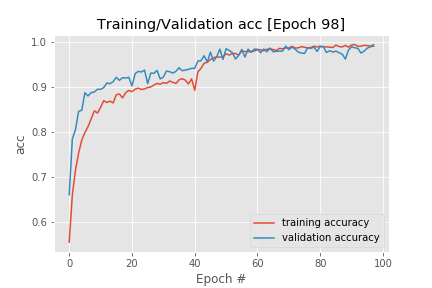 Training/Validation acc [Epoch 98]
1.0
0.9
0.8
0.7
0.6
acc
training accuracy
validation accuracy
0
20
40
60
80
100
Epoch #